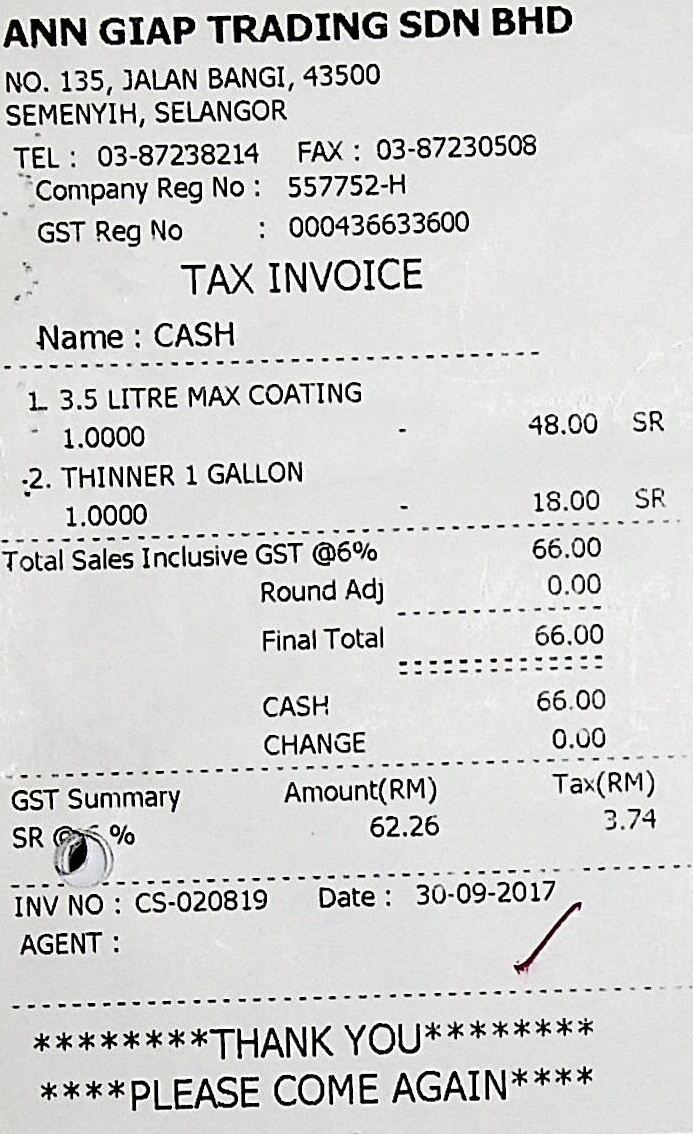 ANN GIAP TRADING SDN BHD
NO. 135, JALAN BANGI, 43500
SEMENYIH, SELANGOR
TEL : 03-87238214 FAX : 03-87230508
Company Reg No : 557752-H
GST Reg No : 000436633600
TAX INVOICE
Name : CASH
1. 3.5 LITRE MAX COATING
1.0000 - 48.00 SR
2. THINNER 1 GALLON
1.0000 - 18.00 SR
Total Sales Inclusive GST @6% 66.00
Round Adj 0.00
Final Total 66.00
CASH 66.00
CHANGE 0.00
GST Summary Amount(RM) Tax(RM)
SR @ % 62.26 3.74
INV NO : CS-020819 Date : 30-09-2017
AGENT :
********THANK YOU********
****PLEASE COME AGAIN****